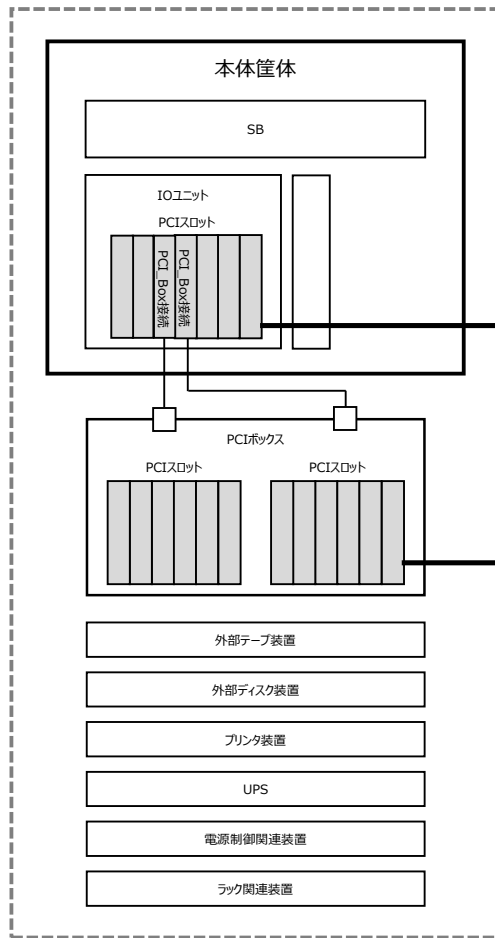 本体筐体
SB
IOユニット
PCIスロット
PCI_Box接続
PCI_Box接続
PCIボックス
PCIスロット
PCIスロット
外部テープ装置
外部ディスク装置
プリンタ装置
UPS
電源制御関連装置
ラック関連装置